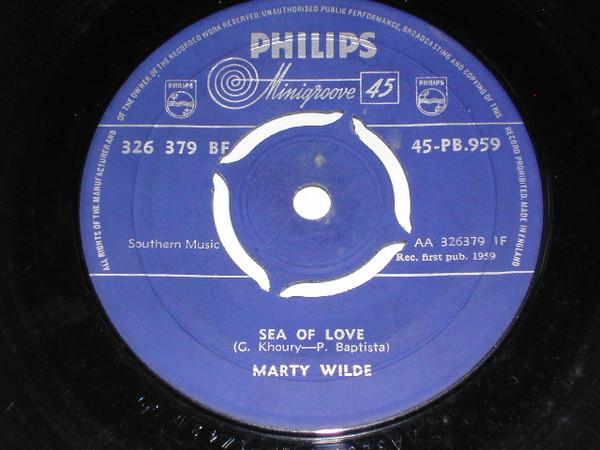 ALL RIGHTS OF THE MANUFACTURER AND OF THE OWNER OF THE RECORDED WORK RESERVED. UNAUTHORISED PUBLIC PERFORMANCE, BROADCASTING AND COPYING OF THIS RECORD PROHIBITED. MADE IN ENGLAND
PHILIPS
Minigroove 45
PHILIPS PHILIPS
326 379 BF 45-PB.959
Southern Music AA 326379 1F
Rec. first pub. 1959
SEA OF LOVE
(G. Khoury—P. Baptista)
MARTY WILDE